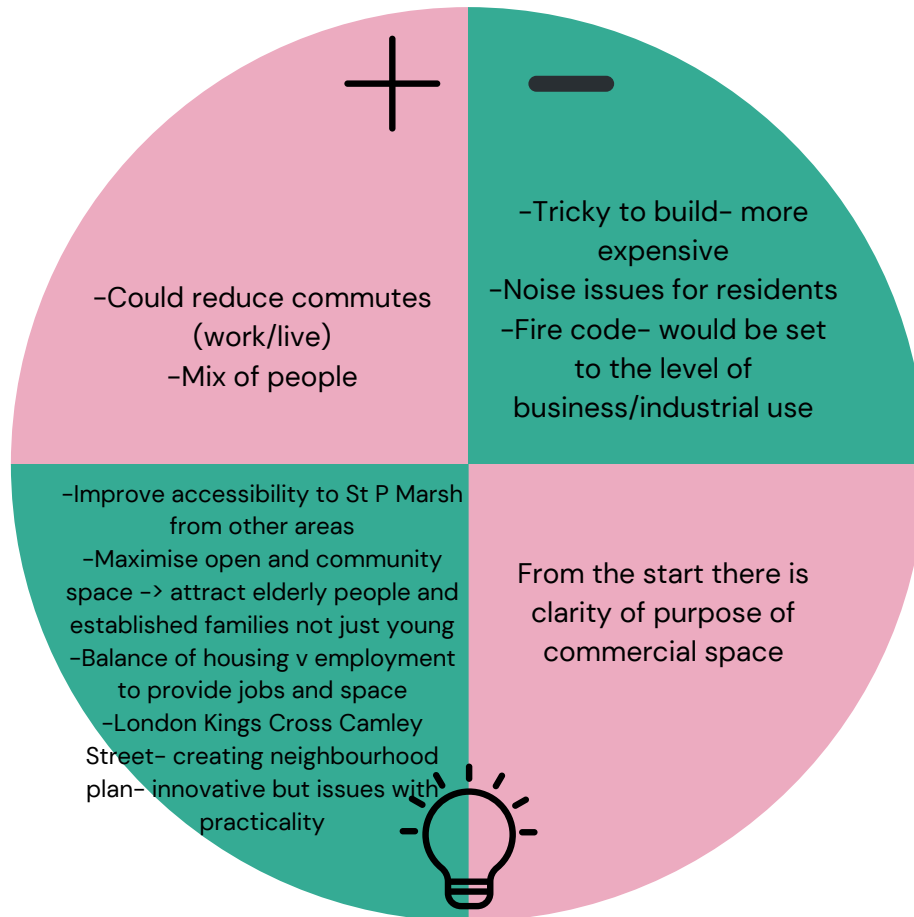 -Could reduce commutes
(work/live)
-Mix of people
-Tricky to build- more
expensive
-Noise issues for residents
-Fire code- would be set
to the level of
business/industrial use
-Improve accessibility to St P Marsh
from other areas
-Maximise open and community
space -> attract elderly people and
established families not just young
-Balance of housing v employment
to provide jobs and space
-London Kings Cross Camley
Street- creating neighbourhood
plan- innovative but issues with
practicality
From the start there is
clarity of purpose of
commercial space